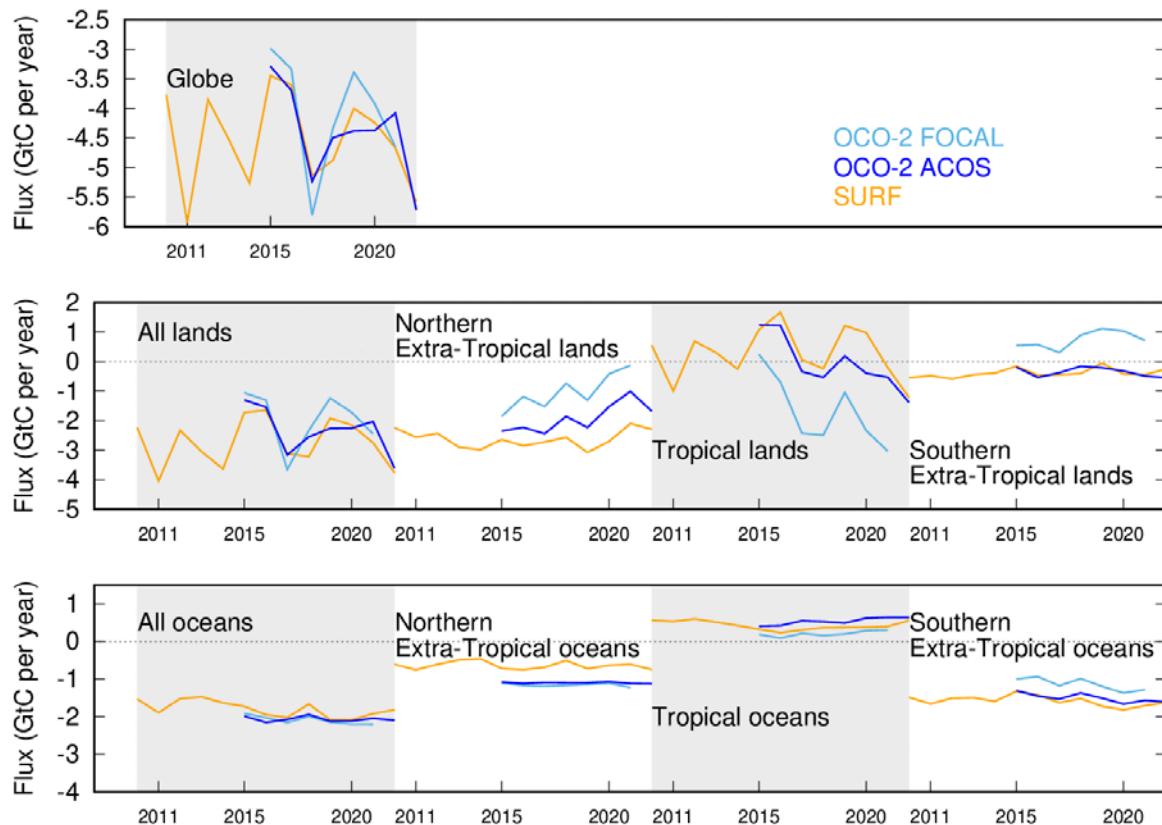 Flux (GtC per year)
-2.5
-3
-3.5
-4
-4.5
-5
-5.5
-6
Globe
OCO-2 FOCAL
OCO-2 ACOS
SURF
2011 2015 2020
Flux (GtC per year)
2
1
0
-1
-2
-3
-4
-5
All lands
Northern
Extra-Tropical lands
Tropical lands
Southern
Extra-Tropical lands
2011 2015 2020 2011 2015 2020 2011 2015 2020 2011 2015 2020
Flux (GtC per year)
1
0
-1
-2
-3
-4
All oceans
Northern
Extra-Tropical oceans
Tropical oceans
Southern
Extra-Tropical oceans
2011 2015 2020 2011 2015 2020 2011 2015 2020 2011 2015 2020